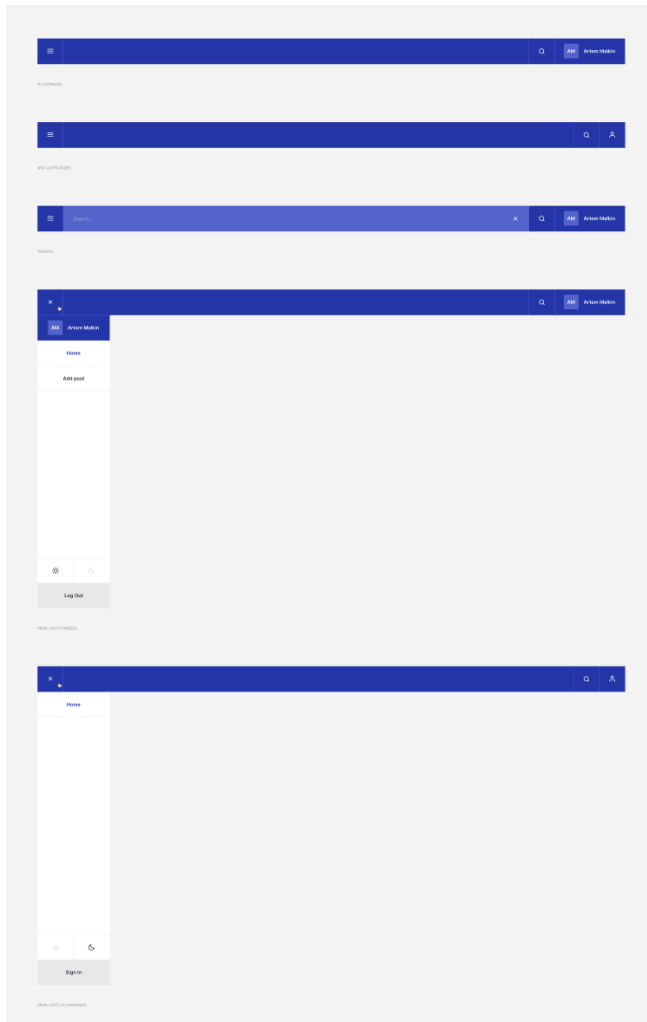 AM Artem Malkin
AUTHORIZED
NOT AUTHORIZED
Search...
AM Artem Malkin
SEARCH
AM Artem Malkin
AM Artem Malkin
Home
Add post
Log Out
MENU (AUTHORIZED)
Home
Sign In
MENU (NOT AUTHORIZED)